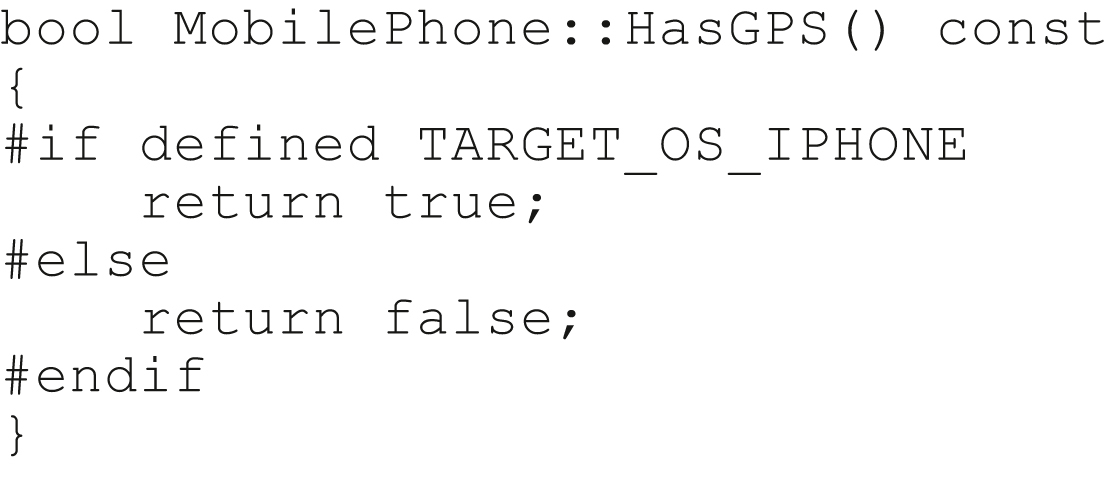 bool MobilePhone::HasGPS() const
{
#if defined TARGET_OS_IPHONE
    return true;
#else
    return false;
#endif
}